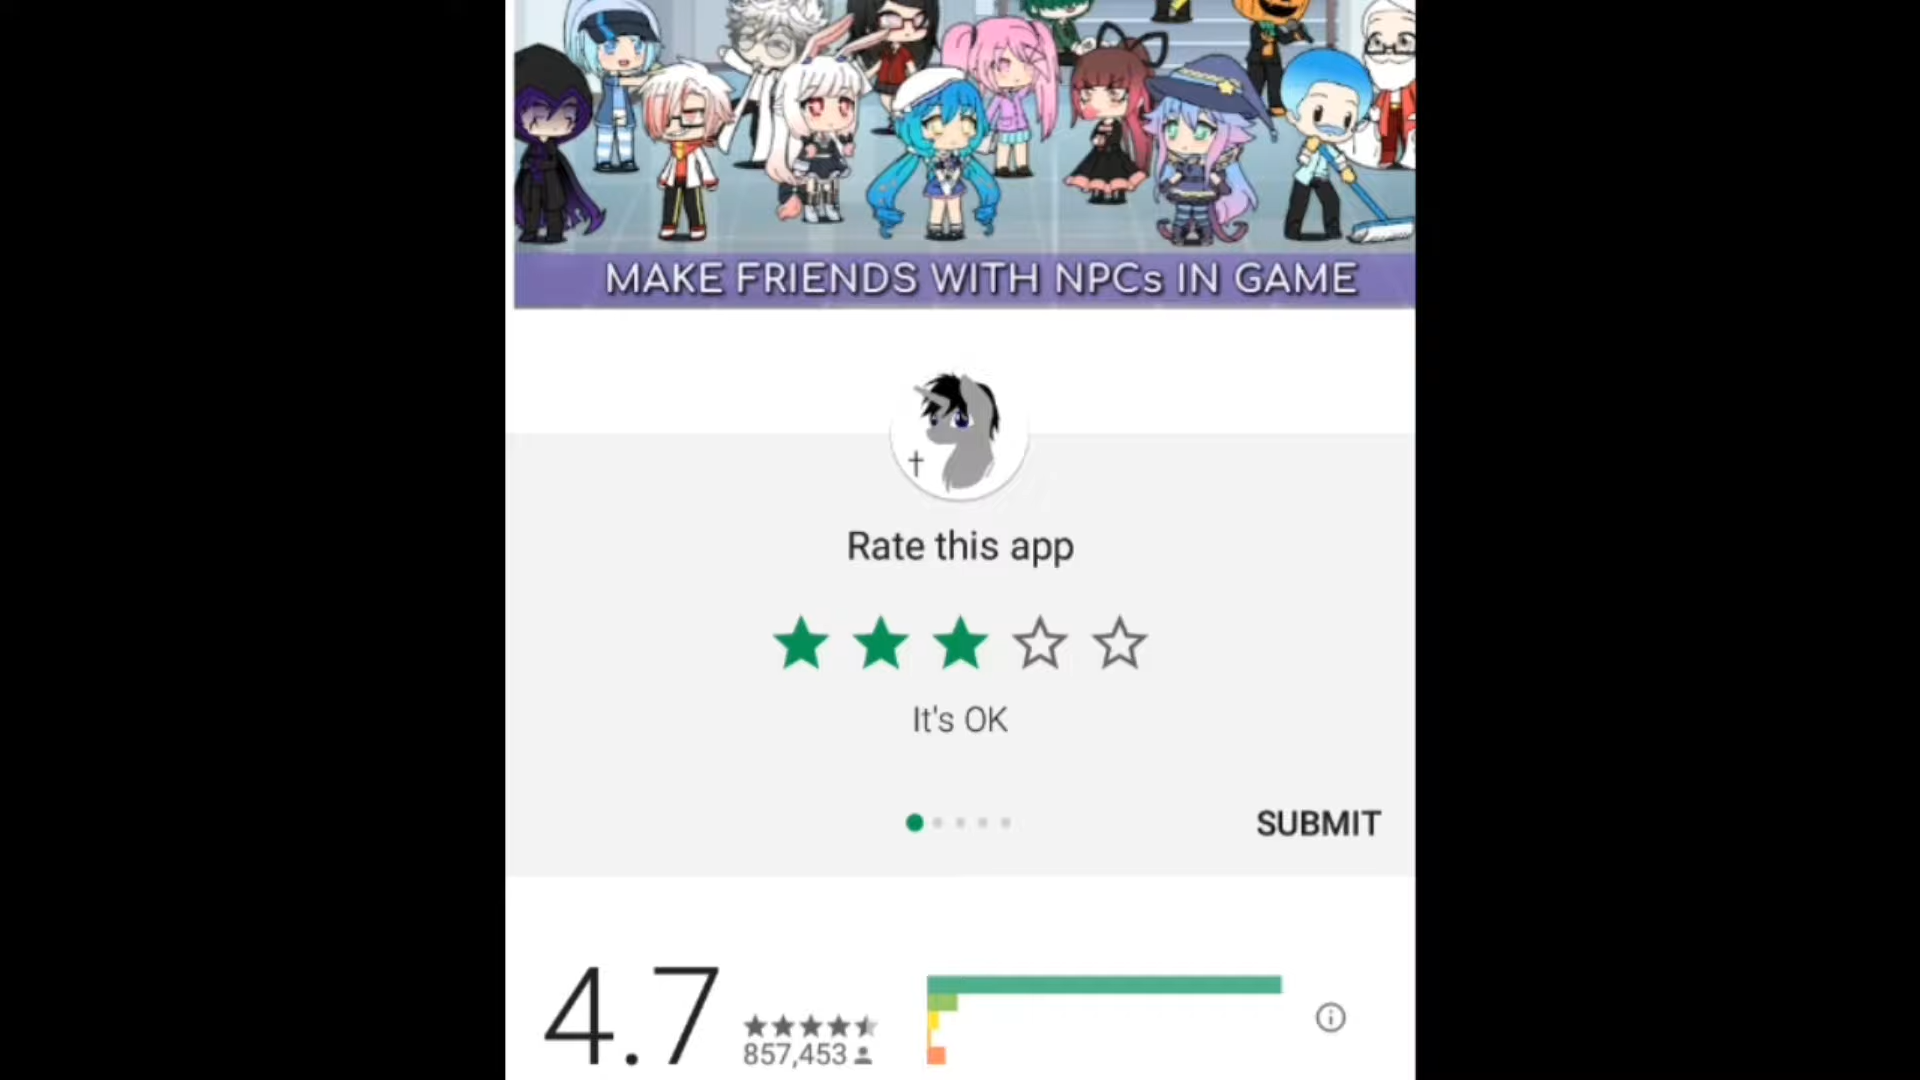 MAKE FRIENDS WITH NPCs IN GAME
Rate this app
It's OK
SUBMIT
4.7
857,453